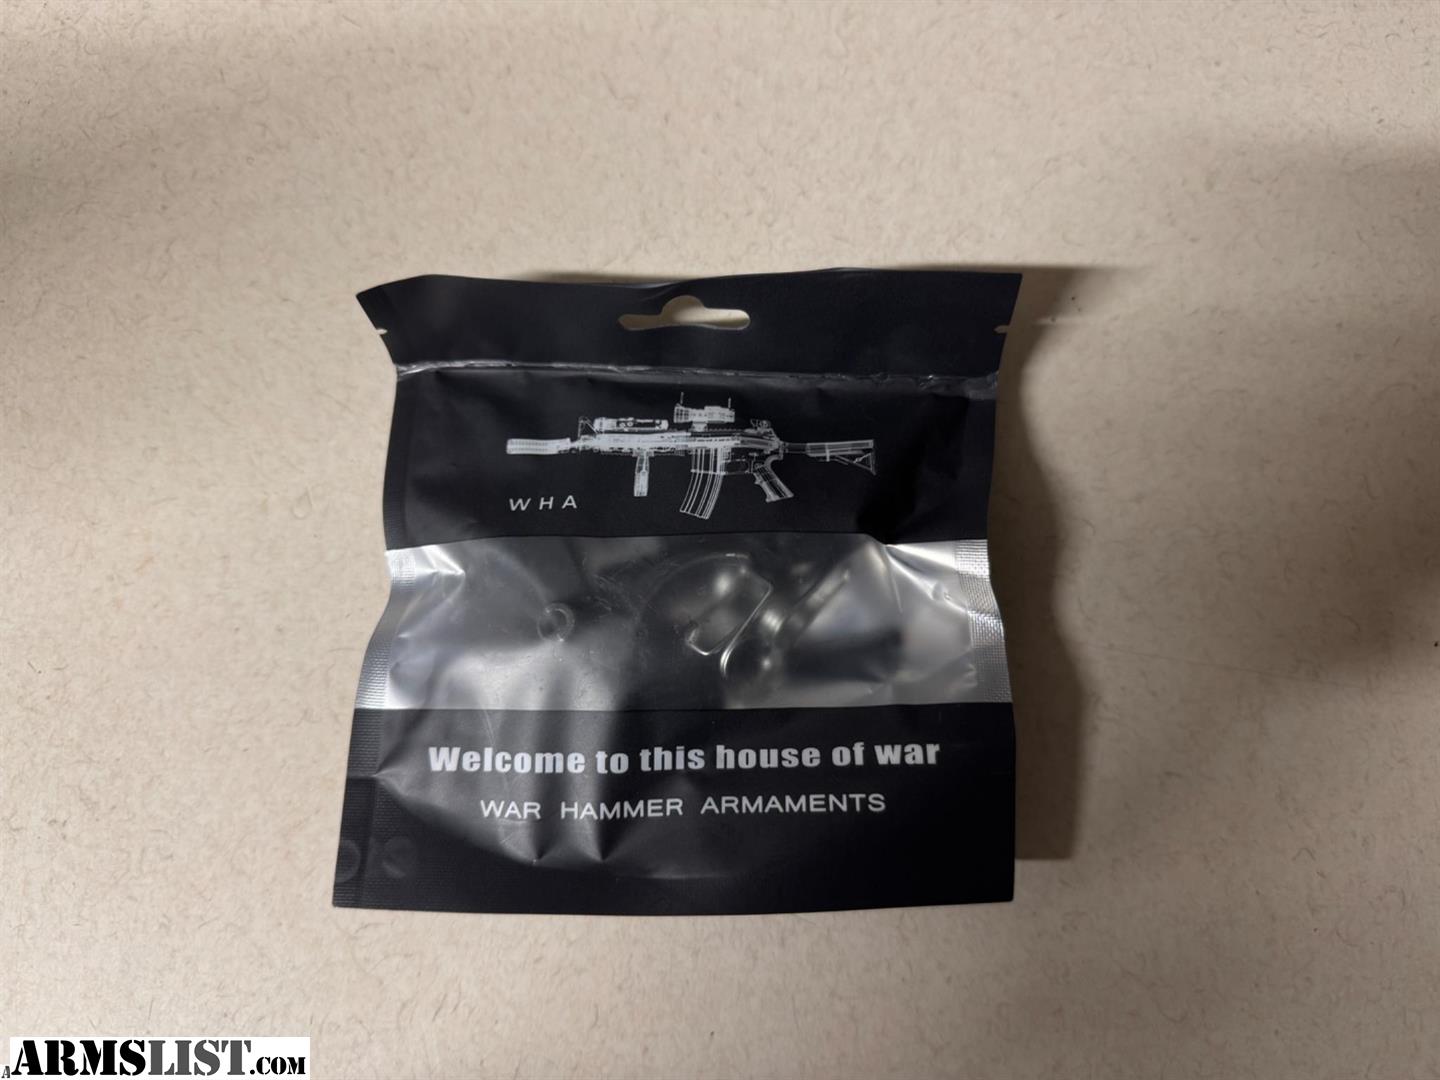 WHA
Welcome to this house of war
WAR HAMMER ARMAMENTS
ARMSLIST.COM